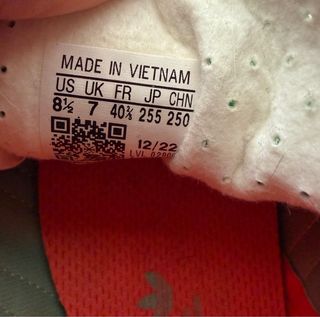 MADE IN VIETNAM
US UK FR JP CHN
8½ 7 40⅔ 255 250
12/22